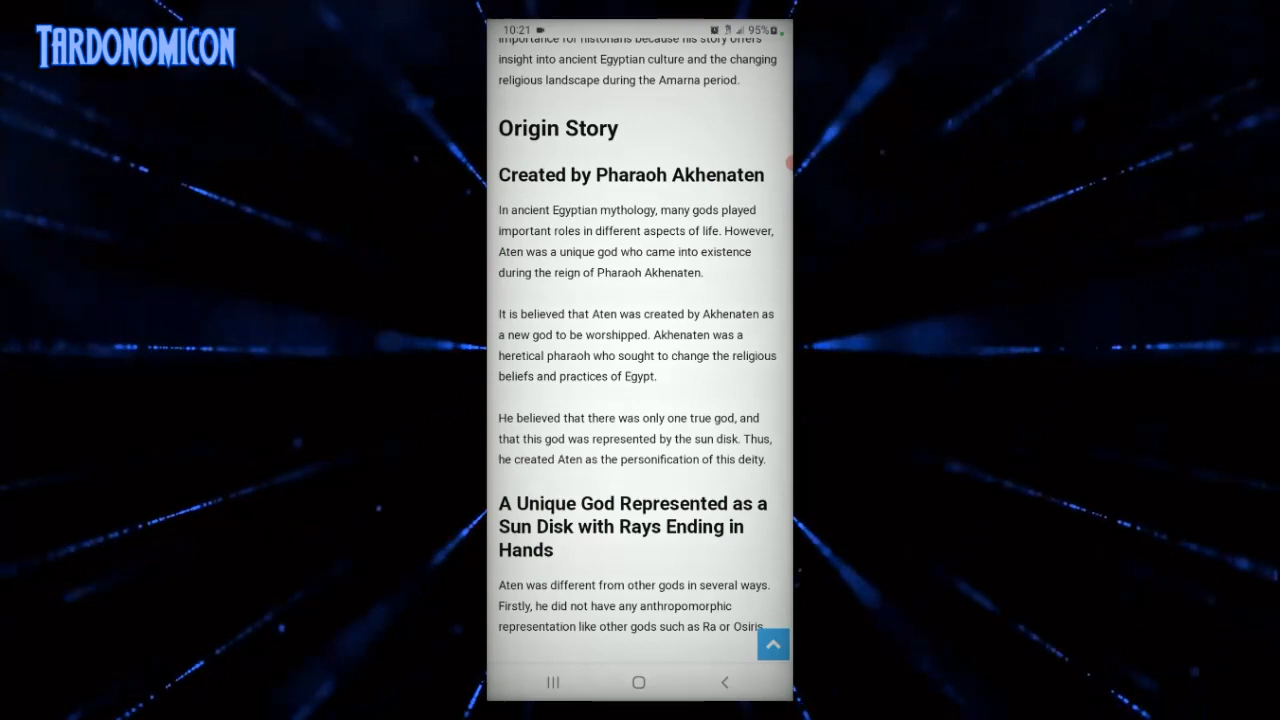 TARDONOMICON
10:21
95%
importance for historians because his story offers
insight into ancient Egyptian culture and the changing
religious landscape during the Amarna period.
Origin Story
Created by Pharaoh Akhenaten
In ancient Egyptian mythology, many gods played
important roles in different aspects of life. However,
Aten was a unique god who came into existence
during the reign of Pharaoh Akhenaten.
It is believed that Aten was created by Akhenaten as
a new god to be worshipped. Akhenaten was a
heretical pharaoh who sought to change the religious
beliefs and practices of Egypt.
He believed that there was only one true god, and
that this god was represented by the sun disk. Thus,
he created Aten as the personification of this deity.
A Unique God Represented as a
Sun Disk with Rays Ending in
Hands
Aten was different from other gods in several ways.
Firstly, he did not have any anthropomorphic
representation like other gods such as Ra or Osiris.